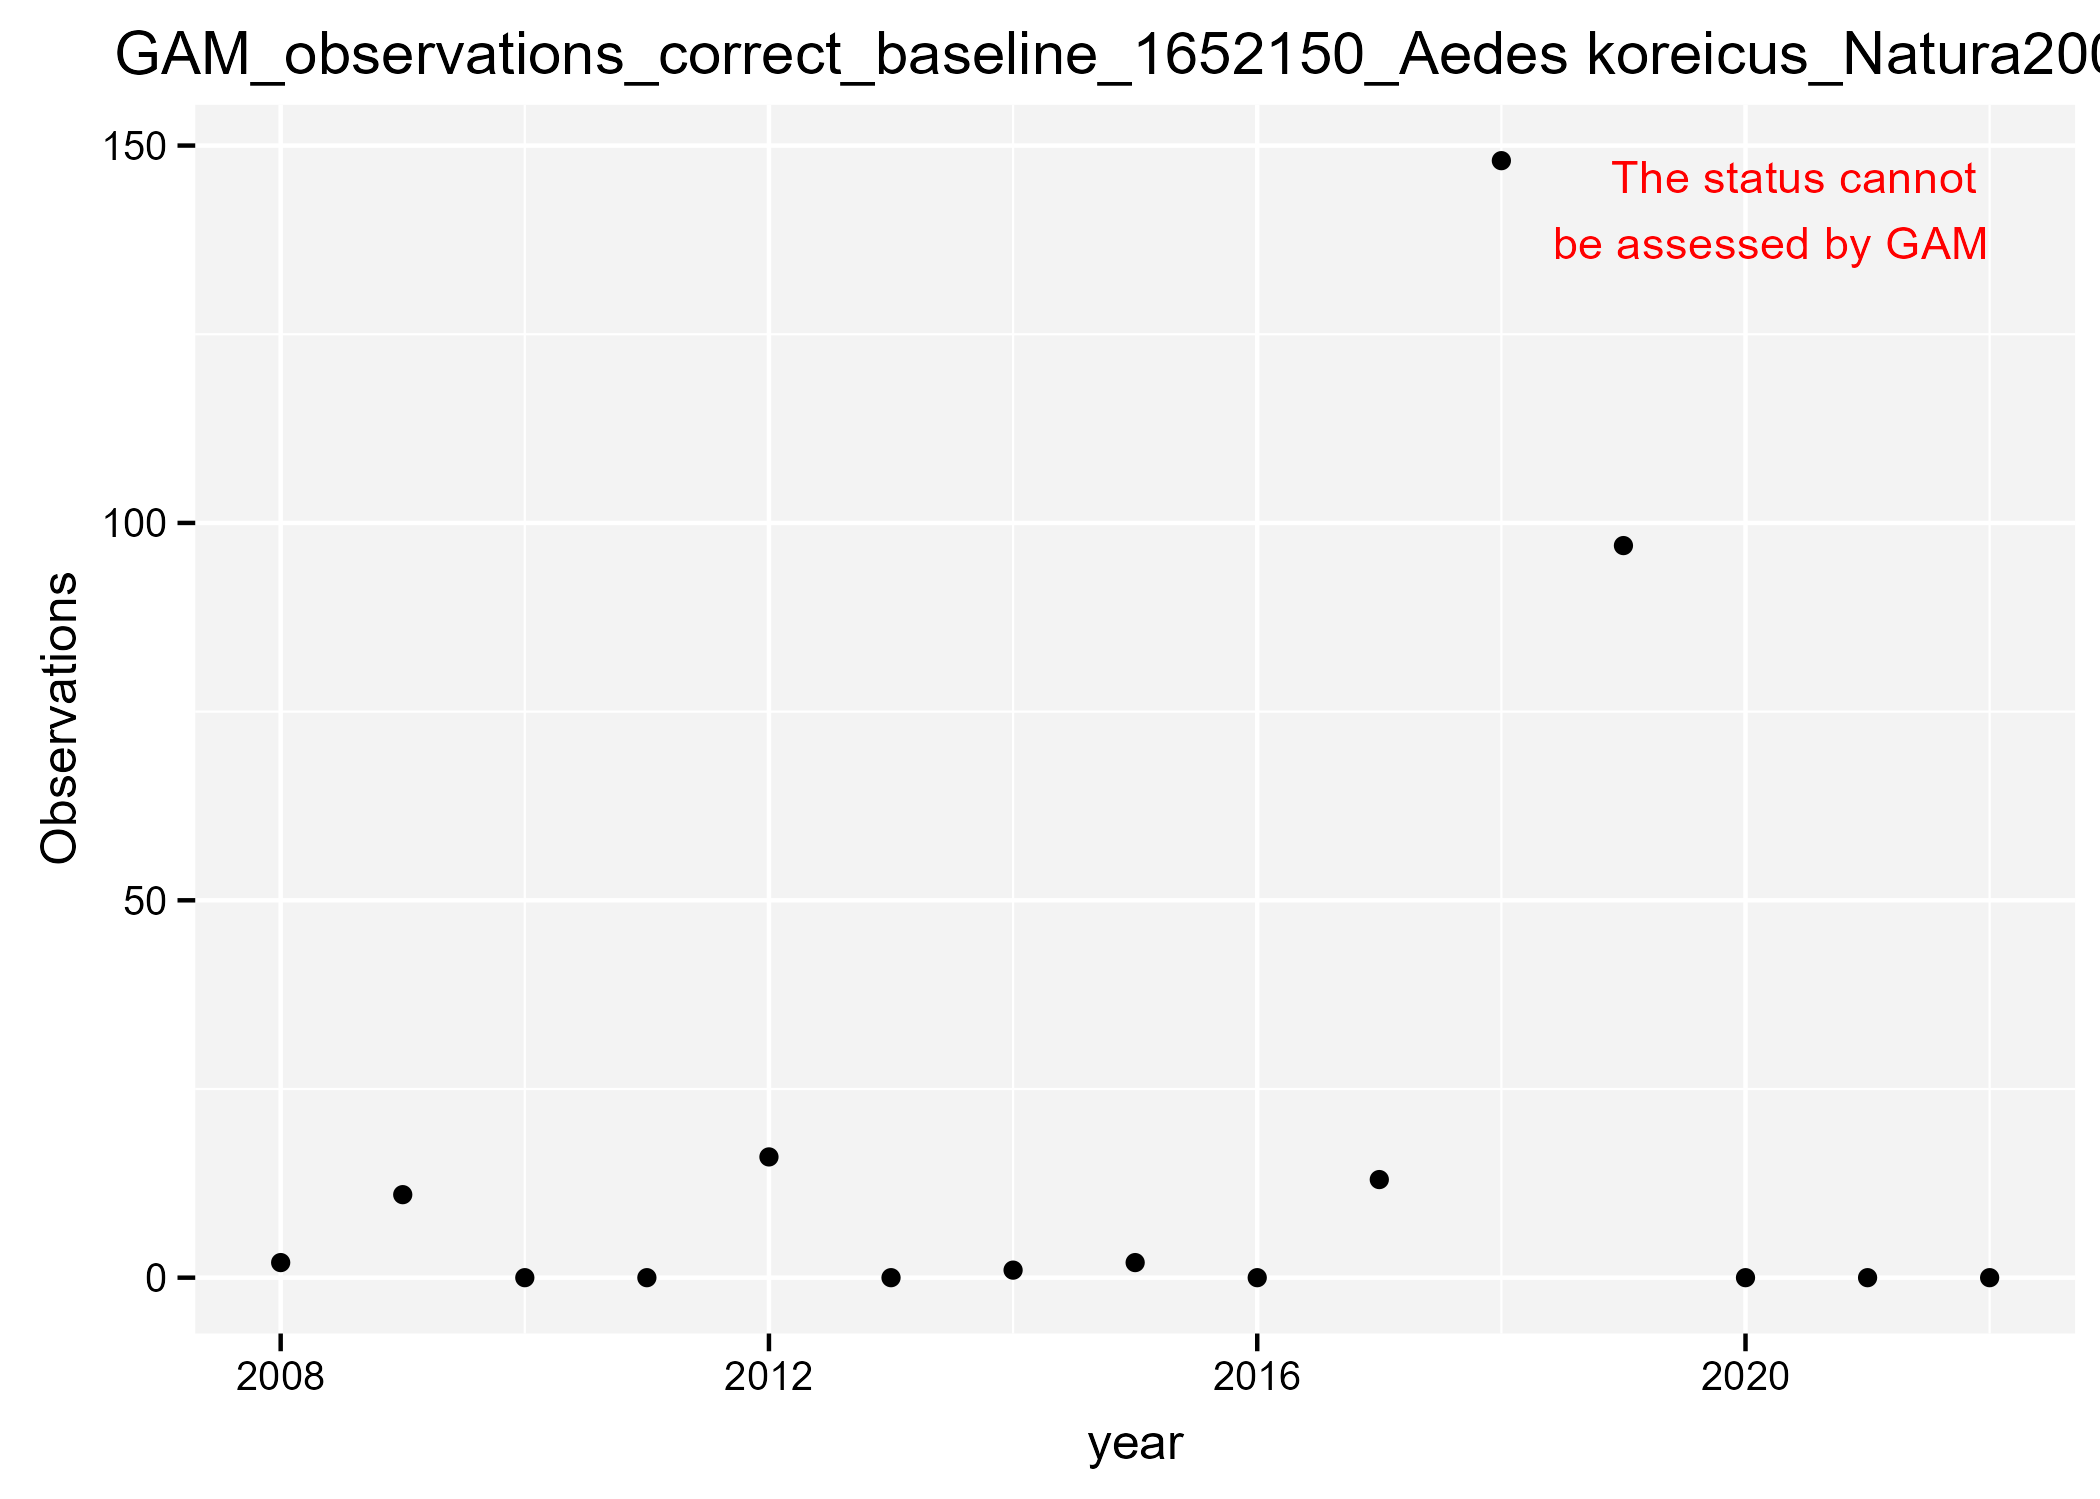 GAM_observations_correct_baseline_1652150_Aedes koreicus_Natura200
150
The status cannot
be assessed by GAM
100
Observations
50
0
2008 2012 2016 2020
year